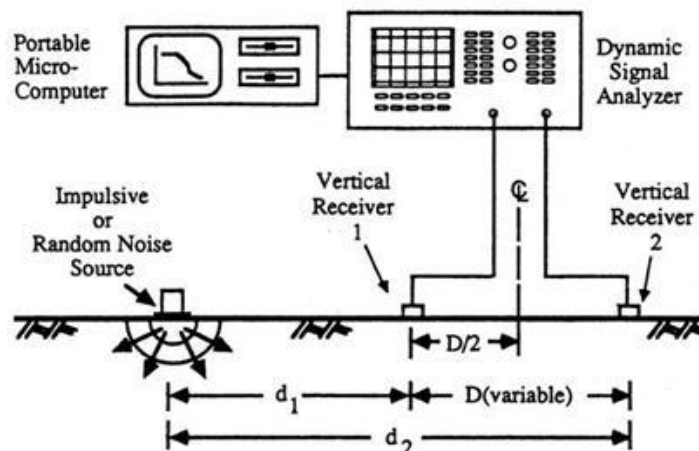 Portable
Micro-
Computer
Dynamic
Signal
Analyzer
Impulsive
or
Random Noise
Source
Vertical
Receiver
1
℄
Vertical
Receiver
2
D/2
d₁
D(variable)
d₂